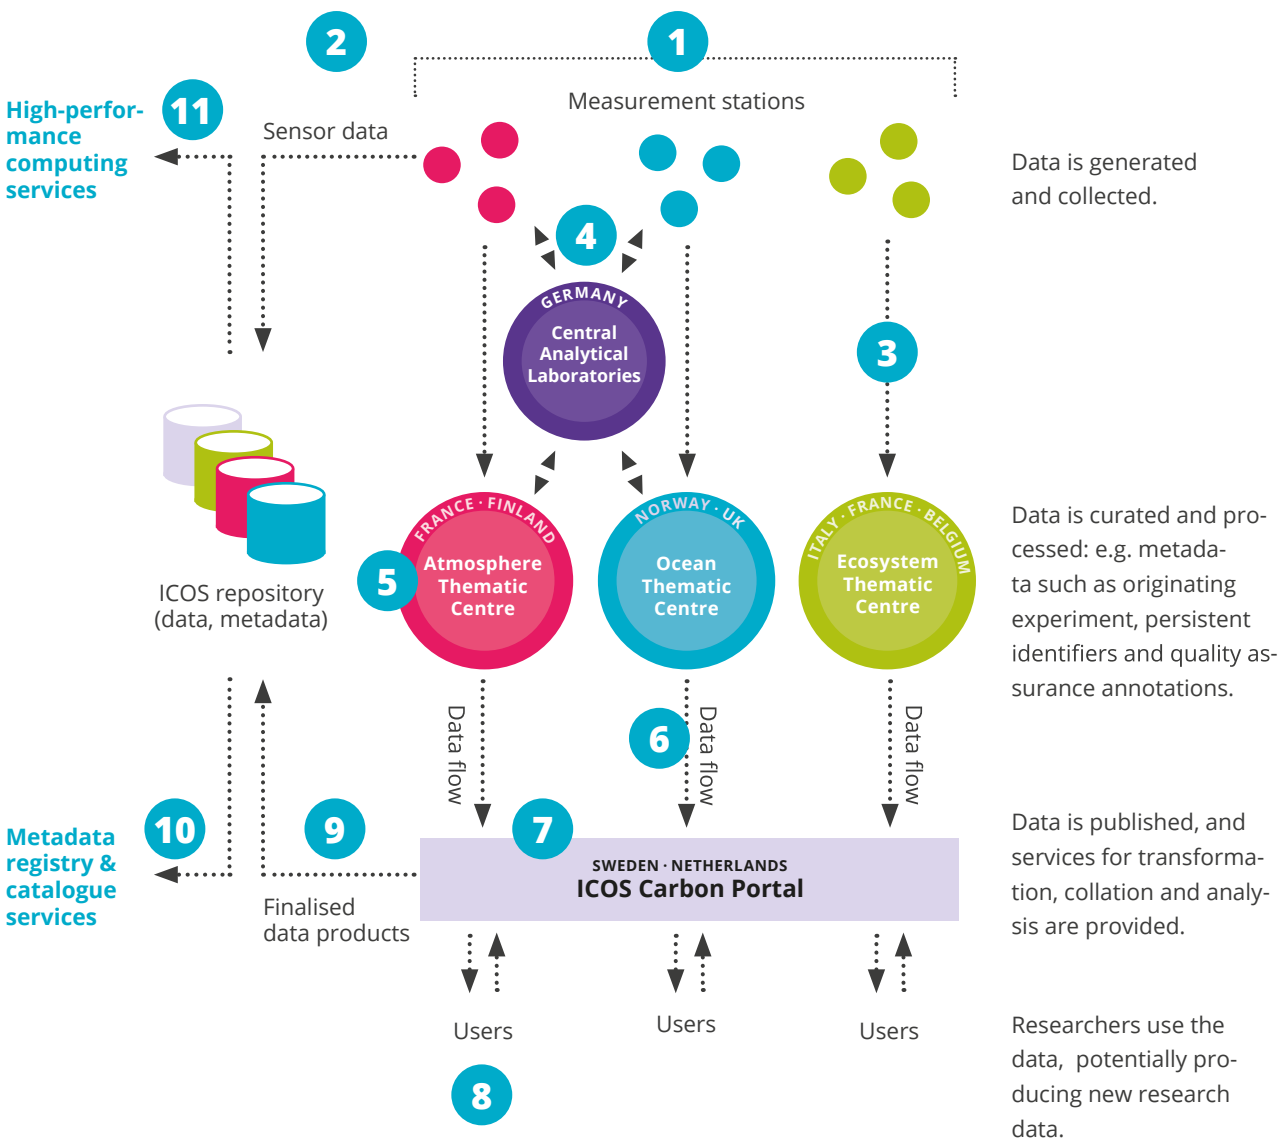 2
1
11
High-perfor-
mance
computing
services
Sensor data
Measurement stations
Data is generated
and collected.
4
GERMANY
Central
Analytical
Laboratories
3
ICOS repository
(data, metadata)
5
FRANCE · FINLAND
Atmosphere
Thematic
Centre
NORWAY · UK
Ocean
Thematic
Centre
ITALY · FRANCE · BELGIUM
Ecosystem
Thematic
Centre
Data is curated and pro-
cessed: e.g. metada-
ta such as originating
experiment, persistent
identifiers and quality as-
surance annotations.
Data flow
6
Data flow
Data flow
10
9
7
Metadata
registry &
catalogue
services
Finalised
data products
SWEDEN · NETHERLANDS
ICOS Carbon Portal
Data is published, and
services for transforma-
tion, collation and analy-
sis are provided.
Users
Users
Users
8
Researchers use the
data,  potentially pro-
ducing new research
data.